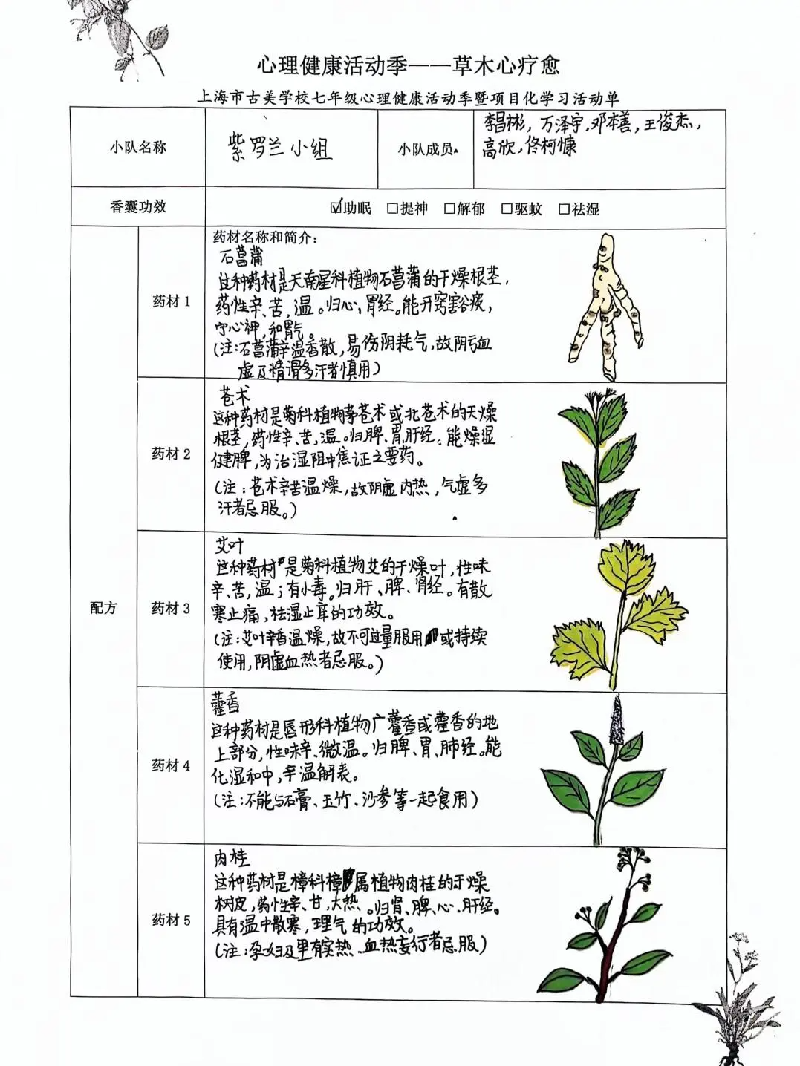 心理健康活动季——草木心疗愈
上海市古美学校七年级心理健康活动季暨项目化学习活动单
小队名称 紫罗兰小组 小队成员 李昌彬，万泽宇，邓本善，王俊杰，
高欣，佟柯慷
香囊功效 ☑助眠 □提神 □解郁 □驱蚊 □祛湿
配方
药材1
药材名称和简介：
石菖蒲
这种药材是天南星科植物石菖蒲的干燥根茎，
药性辛、苦，温。归心、胃经。能开窍豁痰，
宁心神，和胃气。
(注：石菖蒲辛温香散，易伤阴耗气，故阴亏血
虚及精滑多汗者慎用)
药材2
苍术
这种药材是菊科植物茅苍术或北苍术的干燥
根茎，药性辛、苦、温。归脾、胃、肝经。能燥湿
健脾，为治湿阻中焦证之要药。
(注：苍术辛苦温燥，故阴虚内热，气虚多
汗者忌服。)
药材3
艾叶
这种药材是菊科植物艾的干燥叶，性味
辛、苦，温；有小毒。归肝、脾、肾经。有散
寒止痛，祛湿止痒的功效。
(注：艾叶辛香温燥，故不可过量服用或持续
使用，阴虚血热者忌服。)
药材4
藿香
这种药材是唇形科植物广藿香或藿香的地
上部分，性味辛、微温。归脾、胃、肺经。能
化湿和中，辛温解表。
(注：不能与石膏、玉竹、沙参等一起食用)
药材5
肉桂
这种药材是樟科樟属植物肉桂的干燥
树皮，药性辛、甘，大热。归肾、脾、心、肝经。
具有温中散寒，理气的功效。
(注：孕妇及里有实热、血热妄行者忌服)